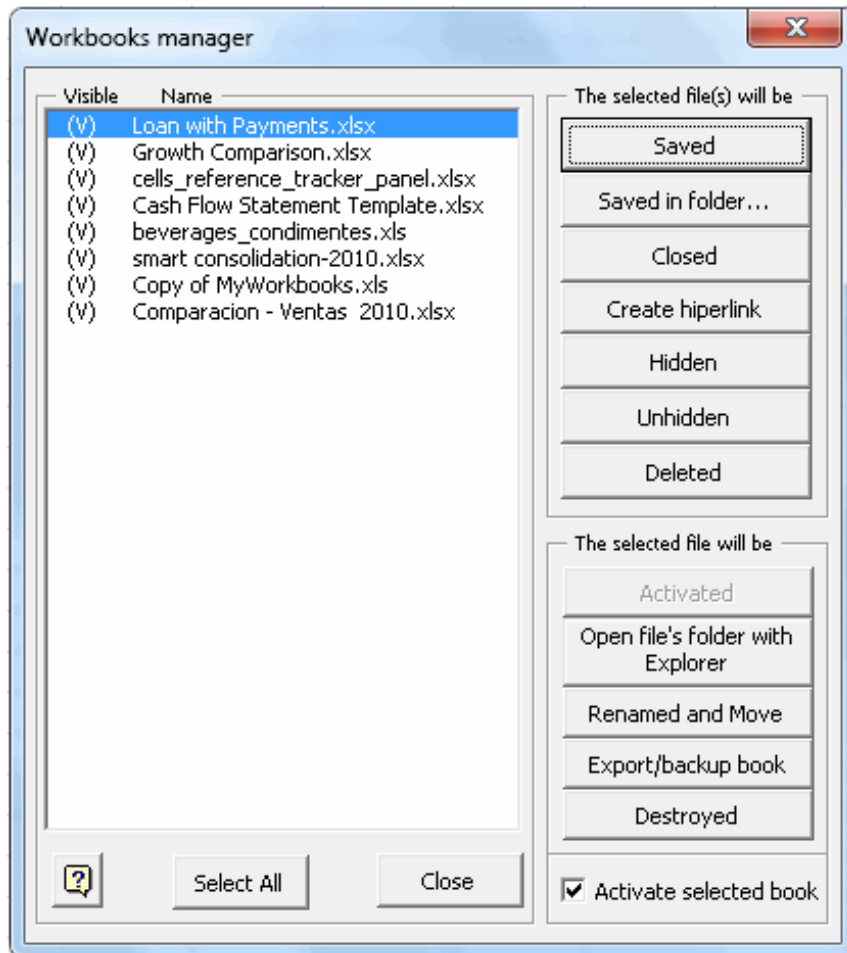 Workbooks manager
Visible Name
(V) Loan with Payments.xlsx
(V) Growth Comparison.xlsx
(V) cells_reference_tracker_panel.xlsx
(V) Cash Flow Statement Template.xlsx
(V) beverages_condimentes.xls
(V) smart consolidation-2010.xlsx
(V) Copy of MyWorkbooks.xls
(V) Comparacion - Ventas  2010.xlsx
Select All
Close
The selected file(s) will be
Saved
Saved in folder...
Closed
Create hiperlink
Hidden
Unhidden
Deleted
The selected file will be
Activated
Open file's folder with
Explorer
Renamed and Move
Export/backup book
Destroyed
Activate selected book